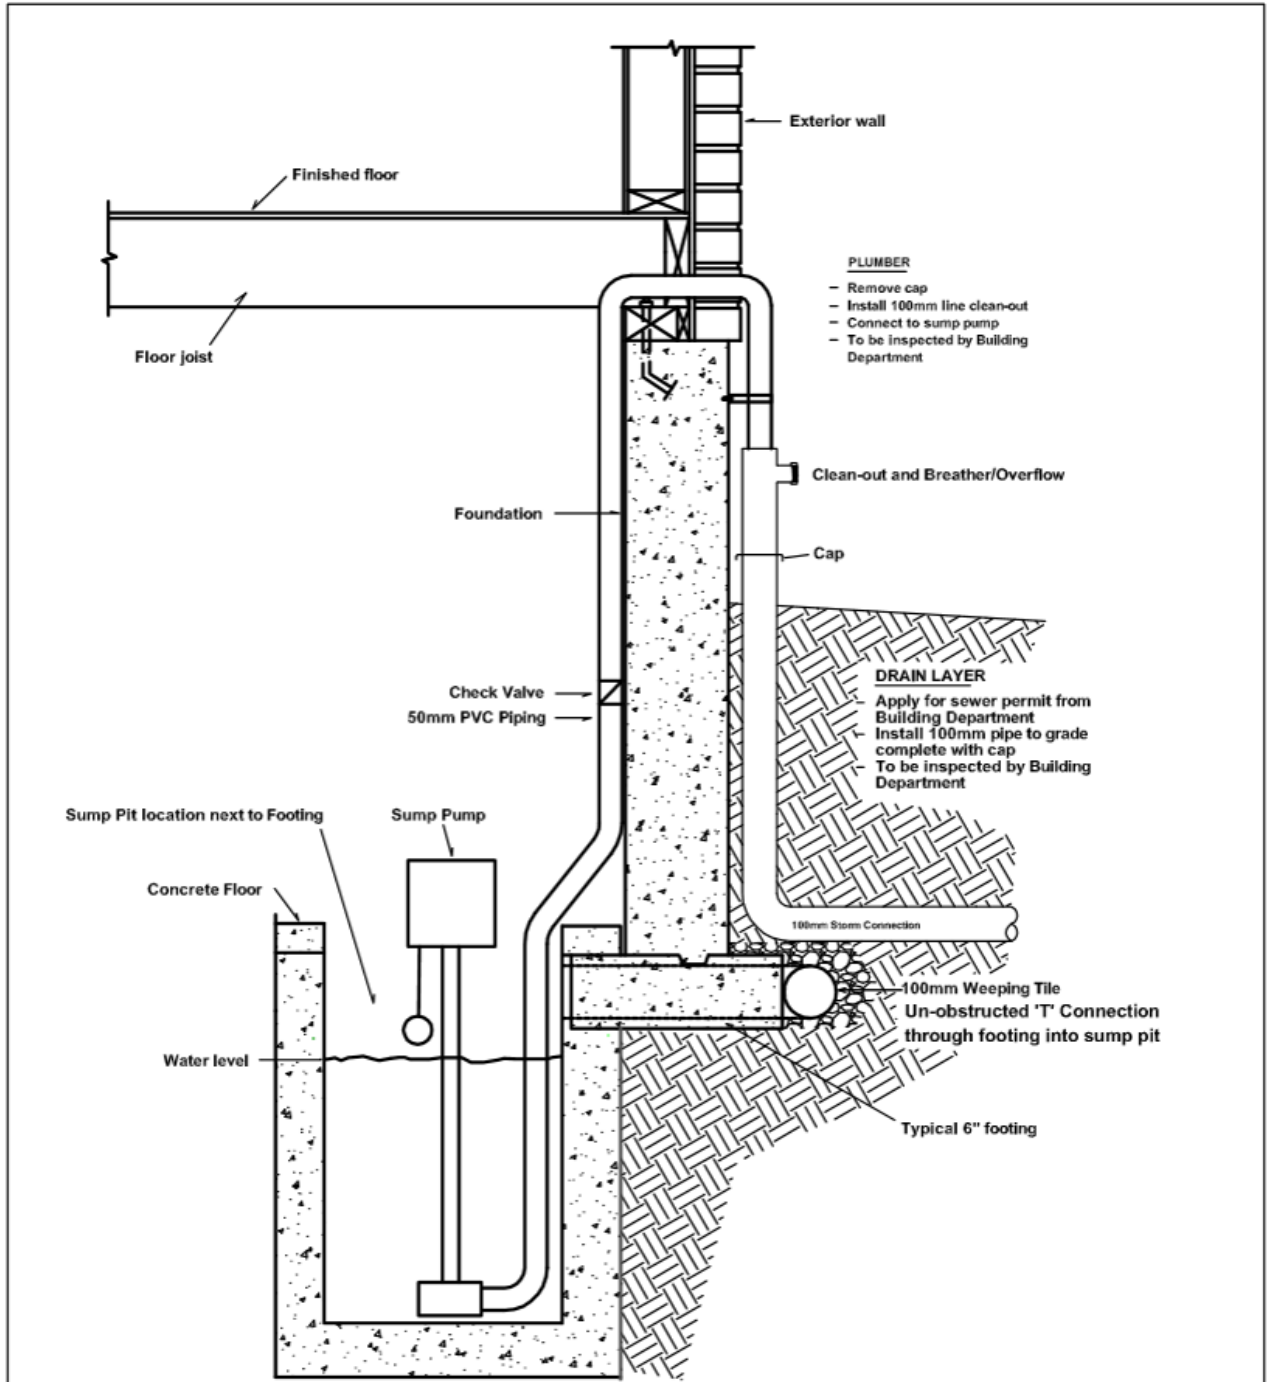 Exterior wall
Finished floor
PLUMBER
– Remove cap
– Install 100mm line clean-out
– Connect to sump pump
– To be inspected by Building
Department
Floor joist
Clean-out and Breather/Overflow
Foundation
Cap
DRAIN LAYER
– Apply for sewer permit from
Building Department
– Install 100mm pipe to grade
complete with cap
– To be inspected by Building
Department
Check Valve
50mm PVC Piping
Sump Pit location next to Footing
Sump Pump
Concrete Floor
100mm Storm Connection
100mm Weeping Tile
Un-obstructed 'T' Connection
through footing into sump pit
Water level
Typical 6" footing